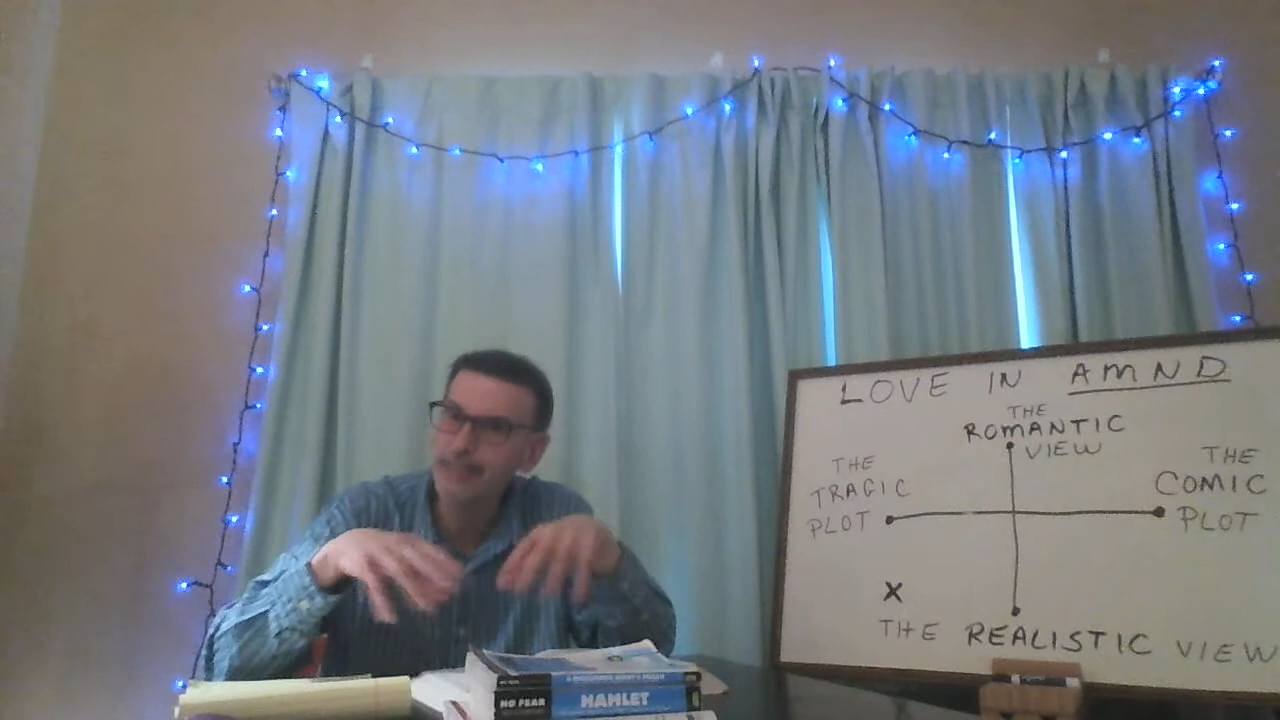 LOVE IN AMND
THE
ROMANTIC
VIEW
THE
TRAGIC
PLOT
THE
COMIC
PLOT
X
THE REALISTIC VIEW
NO FEAR HAMLET